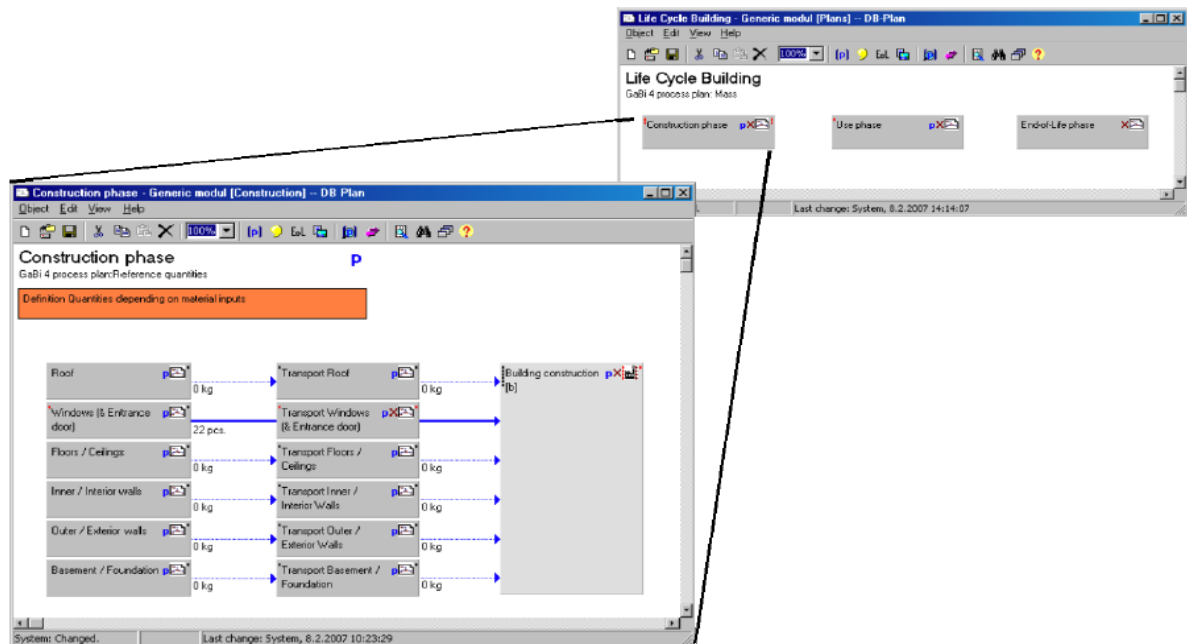 Life Cycle Building - Generic modul [Plans] -- DB-Plan
Object Edit View Help
100%
(p) EoL
Life Cycle Building
GaBi 4 process plan: Mass
Construction phase p
Use phase p
End-of-Life phase
Last change: System, 8.2.2007 14:14:07
Construction phase - Generic modul [Construction] -- DB Plan
Object Edit View Help
100%
(p) EoL
Construction phase p
GaBi 4 process plan:Reference quantities
Definition Quantities depending on material inputs
Roof p
0 kg
Transport Roof p
0 kg
Building construction p
[b]
Windows (& Entrance p
door)
22 pcs.
Transport Windows p
(& Entrance door)
Floors / Ceilings p
0 kg
Transport Floors / p
Ceilings
0 kg
Inner / Interior walls p
0 kg
Transport Inner / p
Interior Walls
0 kg
Outer / Exterior walls p
0 kg
Transport Outer / p
Exterior Walls
0 kg
Basement / Foundation p
0 kg
Transport Basement / p
Foundation
0 kg
System: Changed.
Last change: System, 8.2.2007 10:23:29